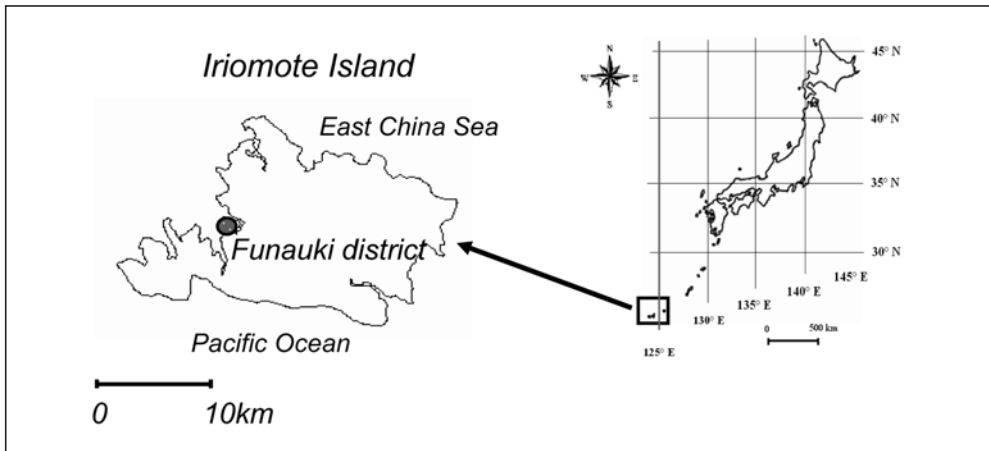 Iriomote Island
East China Sea
Funauki district
Pacific Ocean
0 10km
N
W E
S
45° N
40° N
35° N
30° N
145° E
140° E
135° E
130° E
125° E
0 500 km